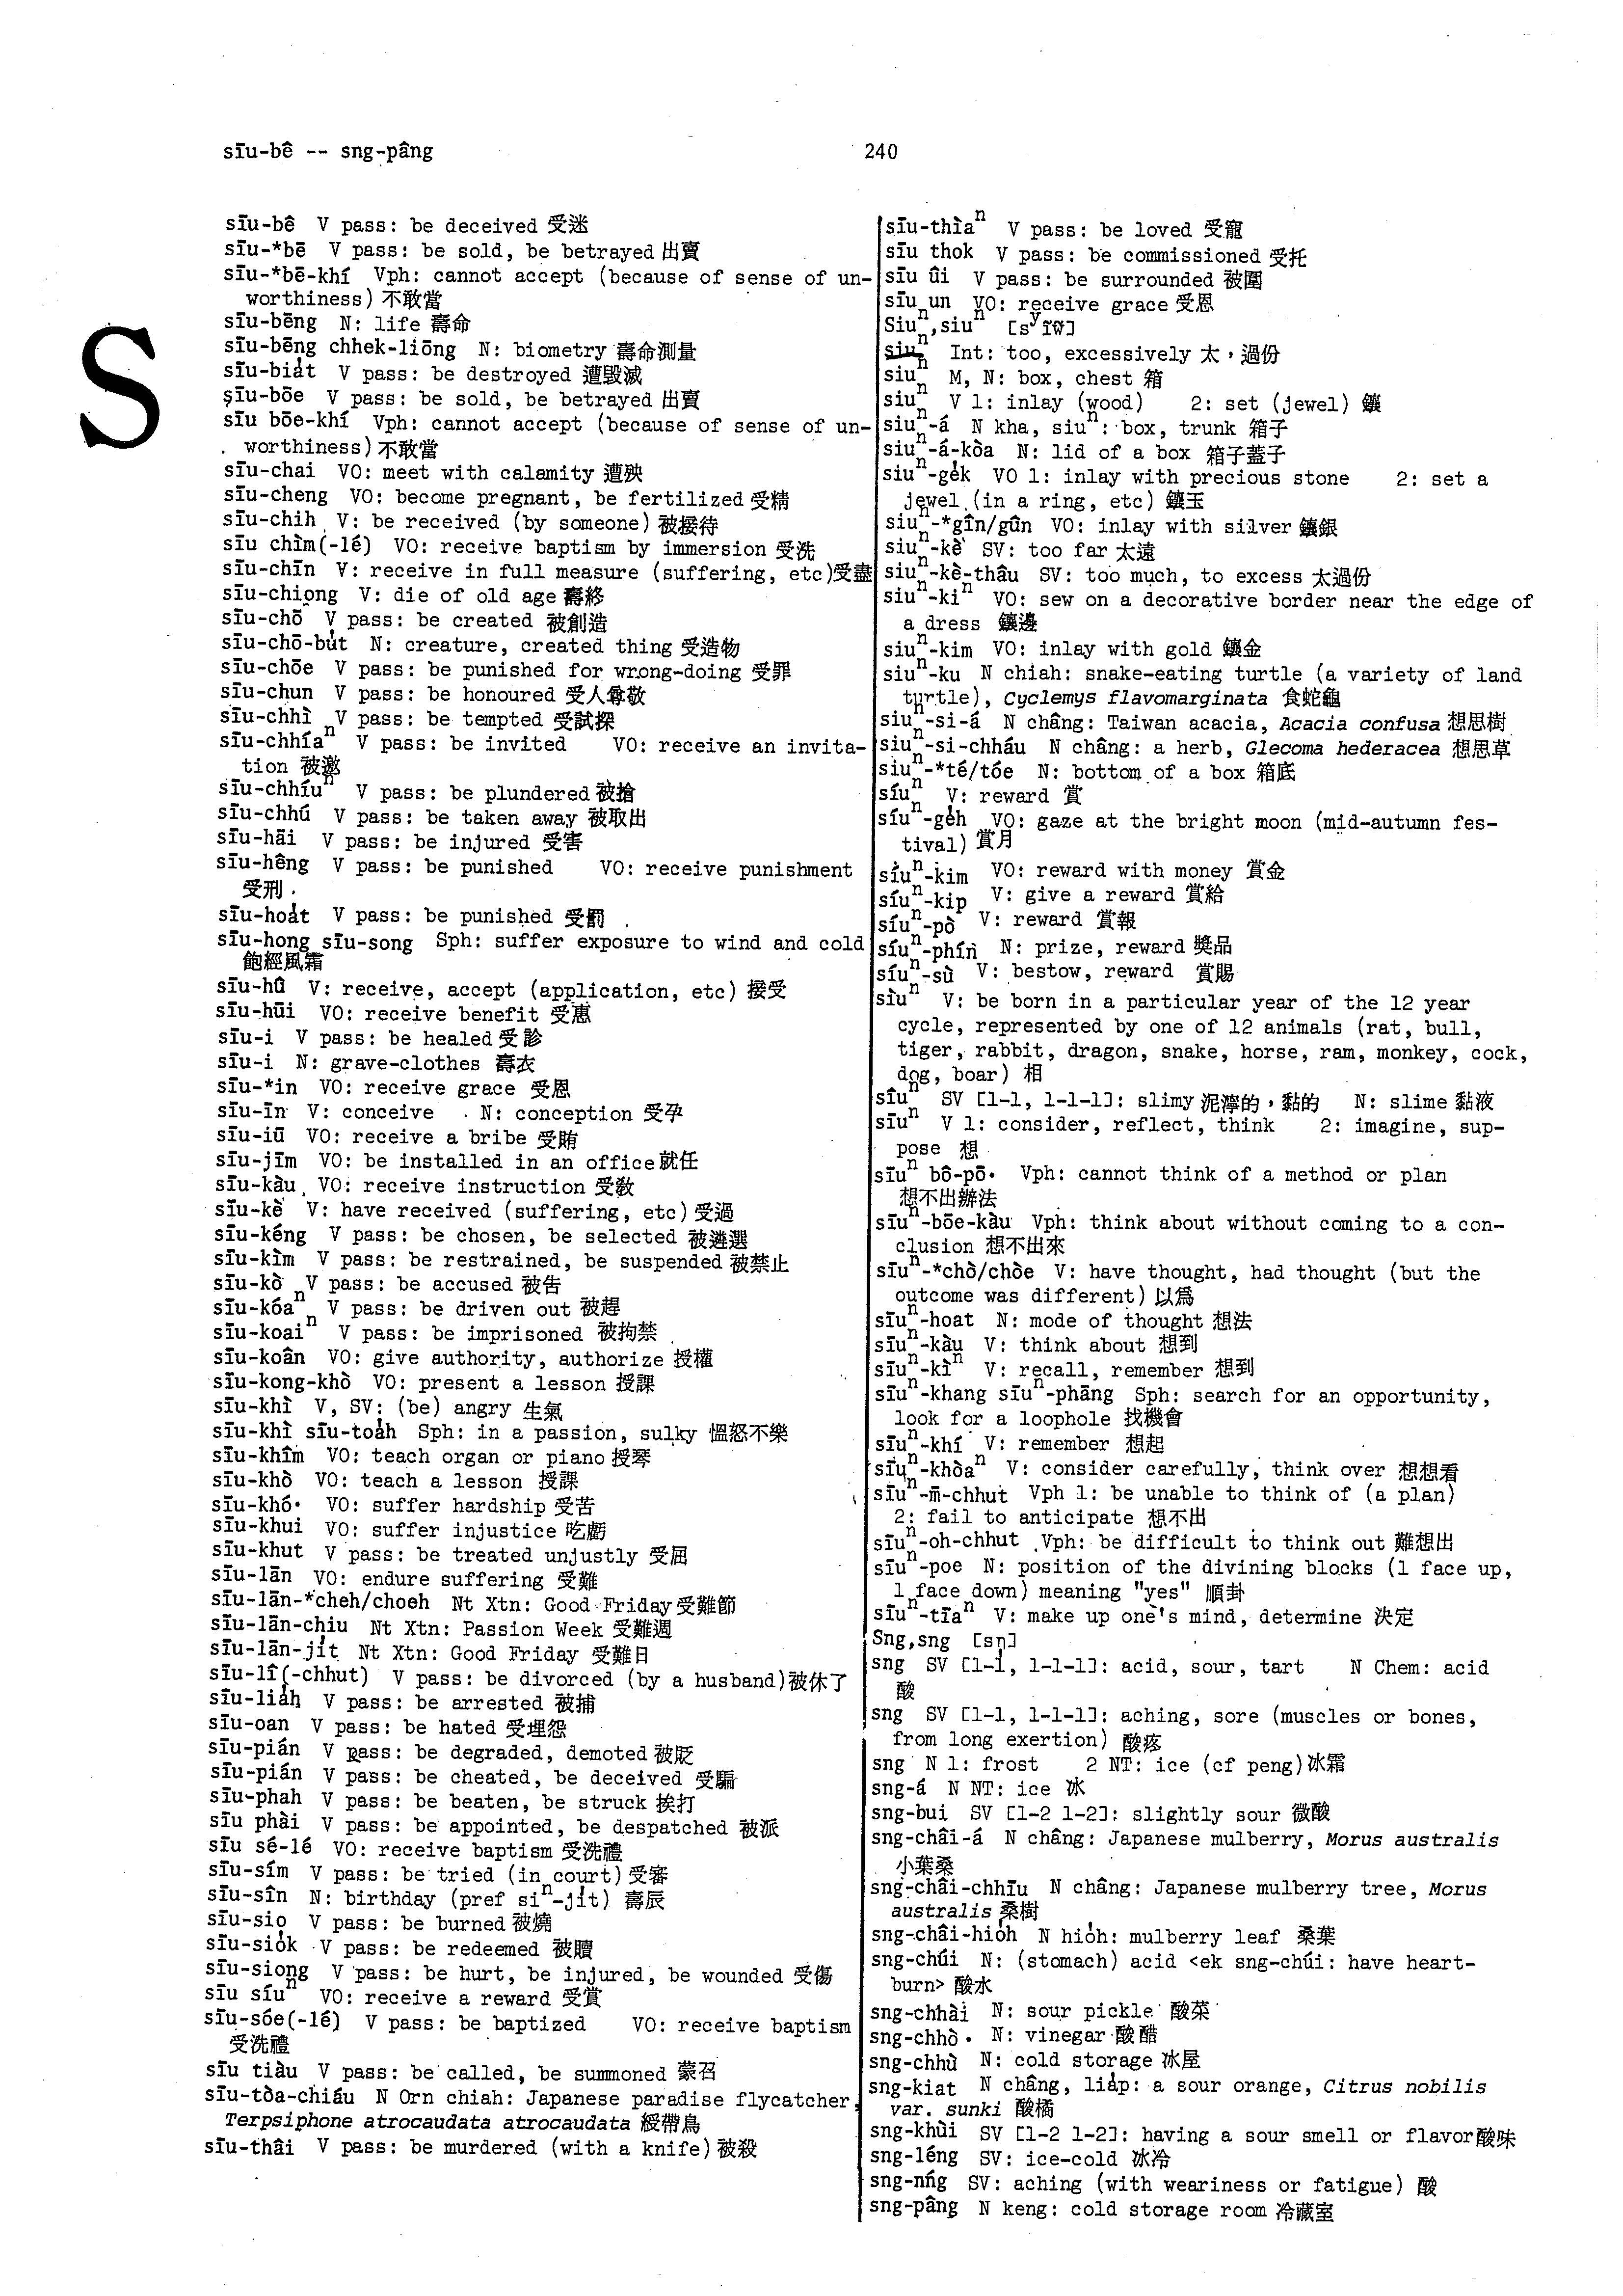 sīu-bê -- sng-pâng
240
S
sīu-bê V pass: be deceived 受迷
sīu-*bē V pass: be sold, be betrayed 出賣
sīu-*bē-khí Vph: cannot accept (because of sense of un-
worthiness) 不敢當
sīu-bēng N: life 壽命
sīu-bēng chhek-liōng N: biometry 壽命測量
sīu-bia̍t V pass: be destroyed 遭毀滅
sīu-bōe V pass: be sold, be betrayed 出賣
sīu bōe-khí Vph: cannot accept (because of sense of un-
worthiness) 不敢當
sīu-chai VO: meet with calamity 遭殃
sīu-cheng VO: become pregnant, be fertilized 受精
sīu-chih V: be received (by someone) 被接待
sīu chìm(-lé) VO: receive baptism by immersion 受洗
sīu-chīn V: receive in full measure (suffering, etc) 受盡
sīu-chiong V: die of old age 壽終
sīu-chō V pass: be created 被創造
sīu-chō-bu̍t N: creature, created thing 受造物
sīu-chōe V pass: be punished for wrong-doing 受罪
sīu-chun V pass: be honoured 受人尊敬
sīu-chhì V pass: be tempted 受試探
sīu-chhíaⁿ V pass: be invited VO: receive an invita-
tion 被邀
sīu-chhíuⁿ V pass: be plundered 被搶
sīu-chhú V pass: be taken away 被取出
sīu-hāi V pass: be injured 受害
sīu-hêng V pass: be punished VO: receive punishment
受刑
sīu-hoa̍t V pass: be punished 受罰
sīu-hong sīu-song Sph: suffer exposure to wind and cold
飽經風霜
sīu-hû V: receive, accept (application, etc) 接受
sīu-hūi VO: receive benefit 受惠
sīu-i V pass: be healed 受診
sīu-i N: grave-clothes 壽衣
sīu-*in VO: receive grace 受恩
sīu-īn V: conceive N: conception 受孕
sīu-iū VO: receive a bribe 受賄
sīu-jīm VO: be installed in an office 就任
sīu-kàu VO: receive instruction 受教
sīu-kè V: have received (suffering, etc) 受過
sīu-kéng V pass: be chosen, be selected 被遴選
sīu-kìm V pass: be restrained, be suspended 被禁止
sīu-kò V pass: be accused 被告
sīu-kóaⁿ V pass: be driven out 被趕
sīu-koaiⁿ V pass: be imprisoned 被拘禁
sīu-koân VO: give authority, authorize 授權
sīu-kong-khò VO: present a lesson 授課
sīu-khì V, SV: (be) angry 生氣
sīu-khì sīu-toa̍h Sph: in a passion, sulky 慍怒不樂
sīu-khîm VO: teach organ or piano 授琴
sīu-khò VO: teach a lesson 授課
sīu-khó· VO: suffer hardship 受苦
sīu-khui VO: suffer injustice 吃虧
sīu-khut V pass: be treated unjustly 受屈
sīu-lān VO: endure suffering 受難
sīu-lān-*cheh/choeh Nt Xtn: Good Friday 受難節
sīu-lān-chiu Nt Xtn: Passion Week 受難週
sīu-lān-ji̍t Nt Xtn: Good Friday 受難日
sīu-lî(-chhut) V pass: be divorced (by a husband) 被休了
sīu-lia̍h V pass: be arrested 被捕
sīu-oan V pass: be hated 受埋怨
sīu-pián V pass: be degraded, demoted 被貶
sīu-pián V pass: be cheated, be deceived 受騙
sīu-phah V pass: be beaten, be struck 挨打
sīu phài V pass: be appointed, be despatched 被派
sīu sé-lé VO: receive baptism 受洗禮
sīu-sím V pass: be tried (in court) 受審
sīu-sîn N: birthday (pref siⁿ-ji̍t) 壽辰
sīu-sio V pass: be burned 被燒
sīu-sio̍k V pass: be redeemed 被贖
sīu-siong V pass: be hurt, be injured, be wounded 受傷
sīu síuⁿ VO: receive a reward 受賞
sīu-sóe(-lé) V pass: be baptized VO: receive baptism
受洗禮
sīu tiàu V pass: be called, be summoned 蒙召
sīu-tòa-chiáu N Orn chiah: Japanese paradise flycatcher,
Terpsiphone atrocaudata atrocaudata 綬帶鳥
sīu-thâi V pass: be murdered (with a knife) 被殺
sīu-thìaⁿ V pass: be loved 受寵
sīu thok V pass: be commissioned 受托
sīu ûi V pass: be surrounded 被圍
sīu un VO: receive grace 受恩
Siuⁿ,siuⁿ [sʸĩw̃]
siuⁿ Int: too, excessively 太，過份
siuⁿ M, N: box, chest 箱
siuⁿ V 1: inlay (wood) 2: set (jewel) 鑲
siuⁿ-á N kha, siuⁿ: box, trunk 箱子
siuⁿ-á-kòa N: lid of a box 箱子蓋子
siuⁿ-ge̍k VO 1: inlay with precious stone 2: set a
jewel (in a ring, etc) 鑲玉
siuⁿ-*gîn/gûn VO: inlay with silver 鑲銀
siuⁿ-kè SV: too far 太遠
siuⁿ-kè-thâu SV: too much, to excess 太過份
siuⁿ-kiⁿ VO: sew on a decorative border near the edge of
a dress 鑲邊
siuⁿ-kim VO: inlay with gold 鑲金
siuⁿ-ku N chiah: snake-eating turtle (a variety of land
turtle), Cyclemys flavomarginata 食蛇龜
siuⁿ-si-á N châng: Taiwan acacia, Acacia confusa 想思樹
siuⁿ-si-chháu N châng: a herb, Glecoma hederacea 想思草
siuⁿ-*té/tóe N: bottom of a box 箱底
síuⁿ V: reward 賞
síuⁿ-ge̍h VO: gaze at the bright moon (mid-autumn fes-
tival) 賞月
síuⁿ-kim VO: reward with money 賞金
síuⁿ-kip V: give a reward 賞給
síuⁿ-pò V: reward 賞報
síuⁿ-phín N: prize, reward 獎品
síuⁿ-sù V: bestow, reward 賞賜
sìuⁿ V: be born in a particular year of the 12 year
cycle, represented by one of 12 animals (rat, bull,
tiger, rabbit, dragon, snake, horse, ram, monkey, cock,
dog, boar) 相
sîuⁿ SV [1-1, 1-1-1]: slimy 泥濘的，黏的 N: slime 黏液
sīuⁿ V 1: consider, reflect, think 2: imagine, sup-
pose 想
sīuⁿ bô-pō· Vph: cannot think of a method or plan
想不出辦法
sīuⁿ-bōe-kàu Vph: think about without coming to a con-
clusion 想不出來
sīuⁿ-*chò/chòe V: have thought, had thought (but the
outcome was different) 以為
sīuⁿ-hoat N: mode of thought 想法
sīuⁿ-kàu V: think about 想到
sīuⁿ-kìⁿ V: recall, remember 想到
sīuⁿ-khang sīuⁿ-phāng Sph: search for an opportunity,
look for a loophole 找機會
sīuⁿ-khí V: remember 想起
sīuⁿ-khòaⁿ V: consider carefully, think over 想想看
sīuⁿ-m̄-chhut Vph 1: be unable to think of (a plan)
2: fail to anticipate 想不出
sīuⁿ-oh-chhut Vph: be difficult to think out 難想出
sīuⁿ-poe N: position of the divining blocks (1 face up,
1 face down) meaning "yes" 順卦
sīuⁿ-tīaⁿ V: make up one's mind, determine 決定
Sng,sng [sŋ]
sng SV [1-1, 1-1-1]: acid, sour, tart N Chem: acid
酸
sng SV [1-1, 1-1-1]: aching, sore (muscles or bones,
from long exertion) 酸痠
sng N 1: frost 2 NT: ice (cf peng) 冰霜
sng-á N NT: ice 冰
sng-bui SV [1-2 1-2]: slightly sour 微酸
sng-châi-á N châng: Japanese mulberry, Morus australis
小葉桑
sng-châi-chhīu N châng: Japanese mulberry tree, Morus
australis 桑樹
sng-châi-hio̍h N hio̍h: mulberry leaf 桑葉
sng-chúi N: (stomach) acid <ek sng-chúi: have heart-
burn> 酸水
sng-chhài N: sour pickle 酸菜
sng-chhò· N: vinegar 酸醋
sng-chhù N: cold storage 冰屋
sng-kiat N châng, lia̍p: a sour orange, Citrus nobilis
var. sunki 酸橘
sng-khùi SV [1-2 1-2]: having a sour smell or flavor 酸味
sng-léng SV: ice-cold 冰冷
sng-nńg SV: aching (with weariness or fatigue) 酸
sng-pâng N keng: cold storage room 冷藏室